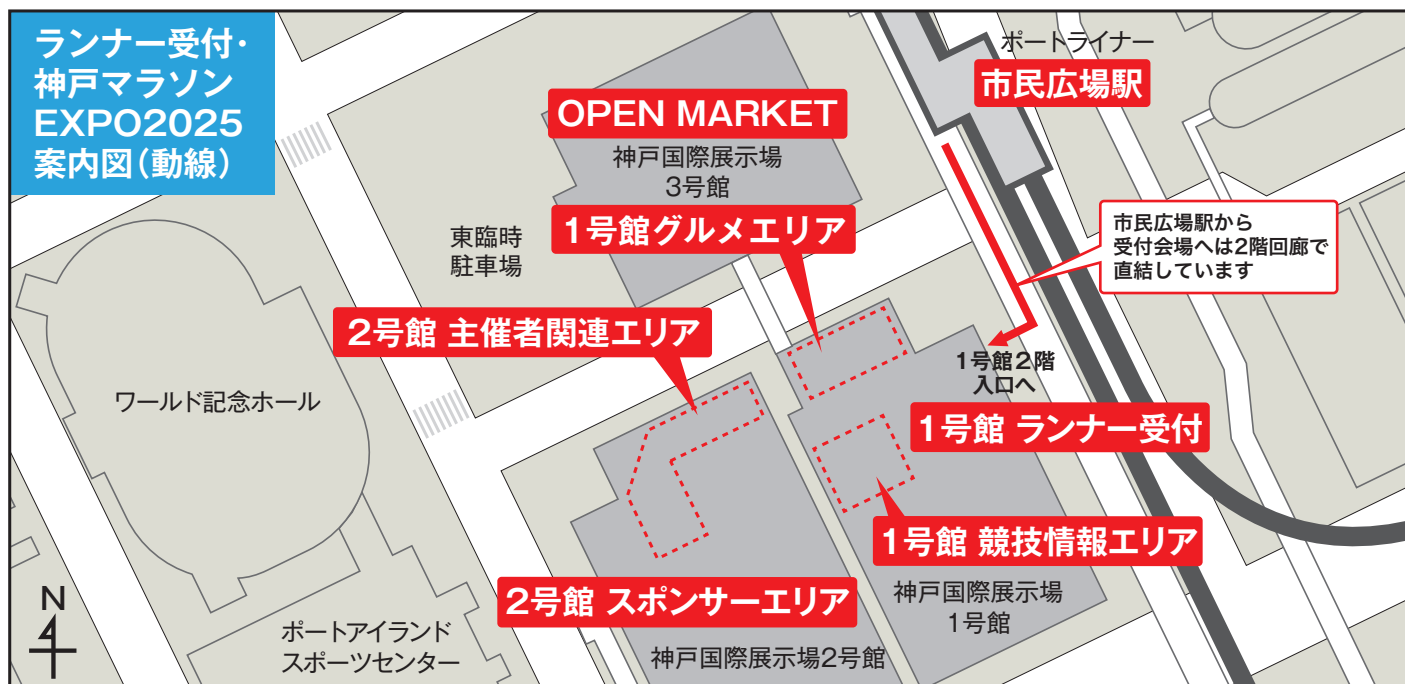 ランナー受付・
神戸マラソン
EXPO2025
案内図（動線）
ポートライナー
市民広場駅
OPEN MARKET
神戸国際展示場
3号館
1号館グルメエリア
市民広場駅から
受付会場へは2階回廊で
直結しています
東臨時
駐車場
2号館 主催者関連エリア
1号館2階
入口へ
ワールド記念ホール
1号館 ランナー受付
1号館 競技情報エリア
2号館 スポンサーエリア
神戸国際展示場
1号館
N
ポートアイランド
スポーツセンター
神戸国際展示場2号館